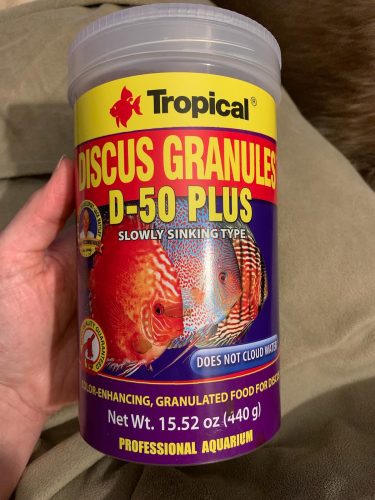 Tropical®
DISCUS GRANULES
D-50 PLUS
SLOWLY SINKING TYPE
DOES NOT CLOUD WATER
COLOR-ENHANCING, GRANULATED FOOD FOR DISCUS
Net Wt. 15.52 oz (440 g)
PROFESSIONAL AQUARIUM